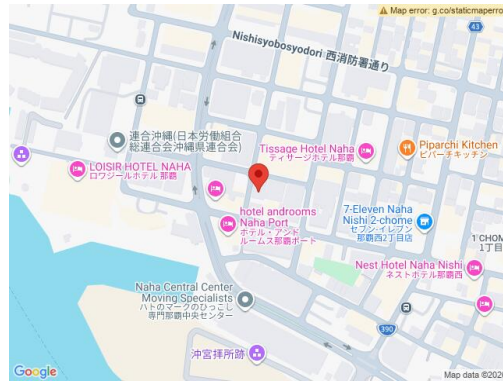 Map error: g.co/staticmaperro
43
Nishisyobosyodori 西消防署通り
連合沖縄(日本労働組合
総連合会沖縄県連合会)
Tissage Hotel Naha
ティサージホテル那覇
Piparchi Kitchen
ピパーチキッチン
LOISIR HOTEL NAHA
ロワジールホテル 那覇
hotel androoms
Naha Port
ホテル・アンド
ルームス那覇ポート
7-Eleven Naha
Nishi 2-chome
セブン-イレブン
那覇西2丁目店
1 CHOM
1丁目
Nest Hotel Naha Nishi
ネストホテル那覇西
Naha Central Center
Moving Specialists
ハトのマークのひっこし
専門那覇中央センター
390
沖宮拝所跡
Google
Map data ©2020